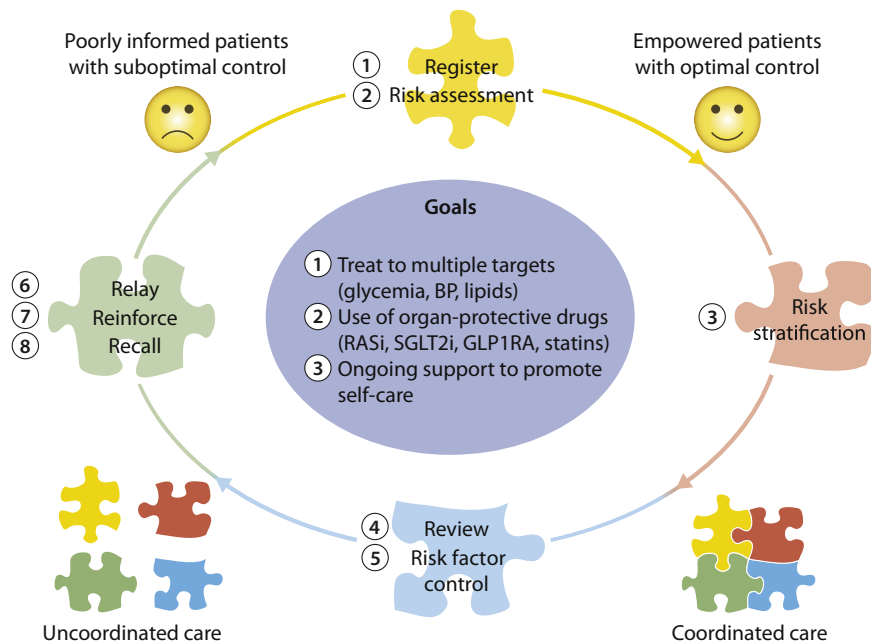 Poorly informed patients
with suboptimal control
Empowered patients
with optimal control
1 Register
2 Risk assessment
Goals
1 Treat to multiple targets
(glycemia, BP, lipids)
2 Use of organ-protective drugs
(RASi, SGLT2i, GLP1RA, statins)
3 Ongoing support to promote
self-care
3 Risk
stratification
4 Review
5 Risk factor
control
6 Relay
7 Reinforce
8 Recall
Uncoordinated care
Coordinated care